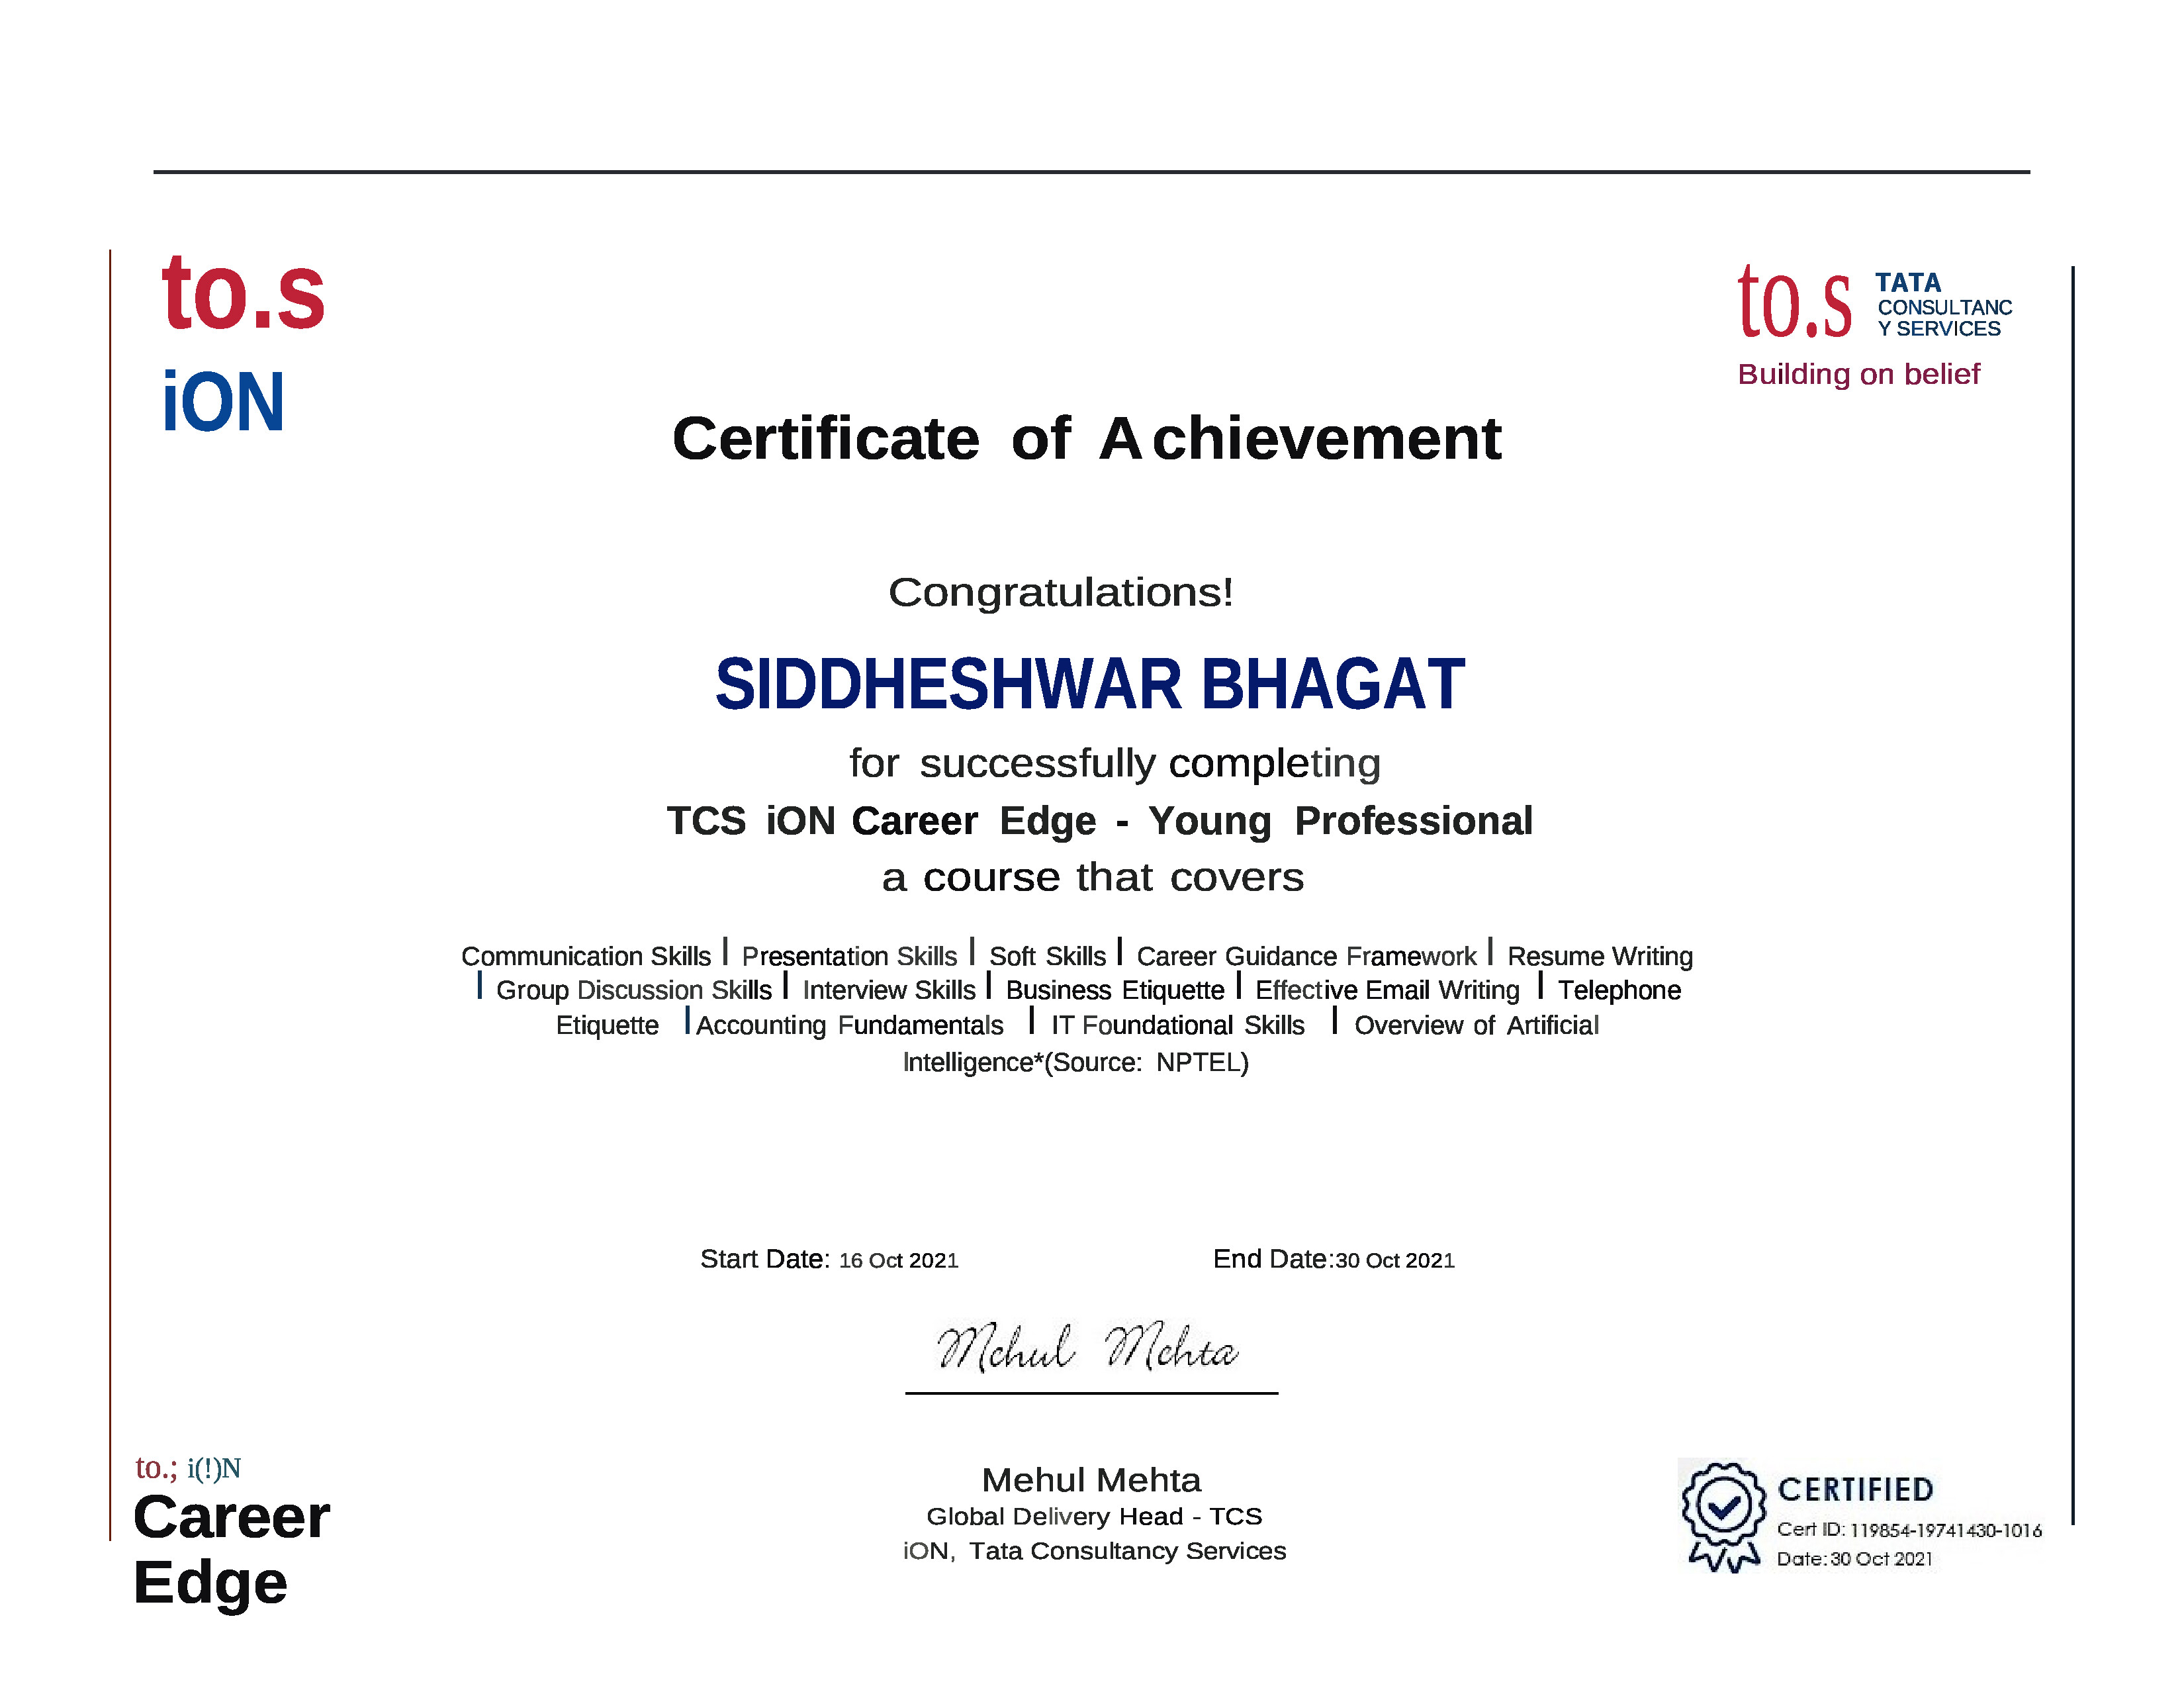 to.s
iON
to.s TATA
CONSULTANC
Y SERVICES
Building on belief
Certificate of Achievement
Congratulations!
SIDDHESHWAR BHAGAT
for successfully completing
TCS iON Career Edge - Young Professional
a course that covers
Communication Skills | Presentation Skills | Soft Skills | Career Guidance Framework | Resume Writing
| Group Discussion Skills | Interview Skills | Business Etiquette | Effective Email Writing | Telephone
Etiquette | Accounting Fundamentals | IT Foundational Skills | Overview of Artificial
Intelligence*(Source: NPTEL)
Start Date: 16 Oct 2021 End Date:30 Oct 2021
Mehul Mehta
Mehul Mehta
Global Delivery Head - TCS
iON, Tata Consultancy Services
to.; i(!)N
Career
Edge
CERTIFIED
Cert ID: 119854-19741430-1016
Date: 30 Oct 2021